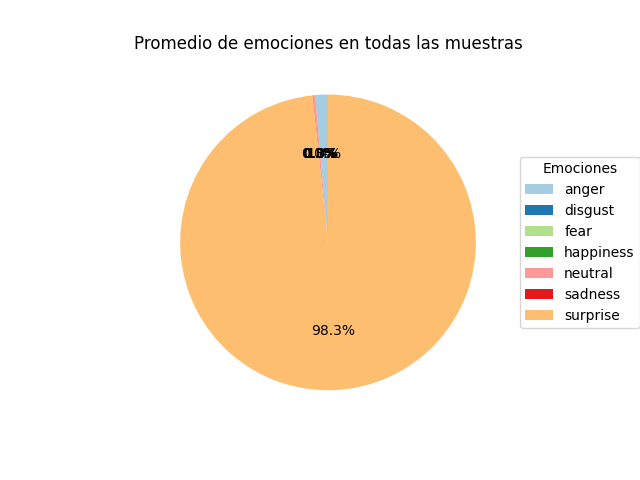 Promedio de emociones en todas las muestras
98.3%
Emociones
anger
disgust
fear
happiness
neutral
sadness
surprise